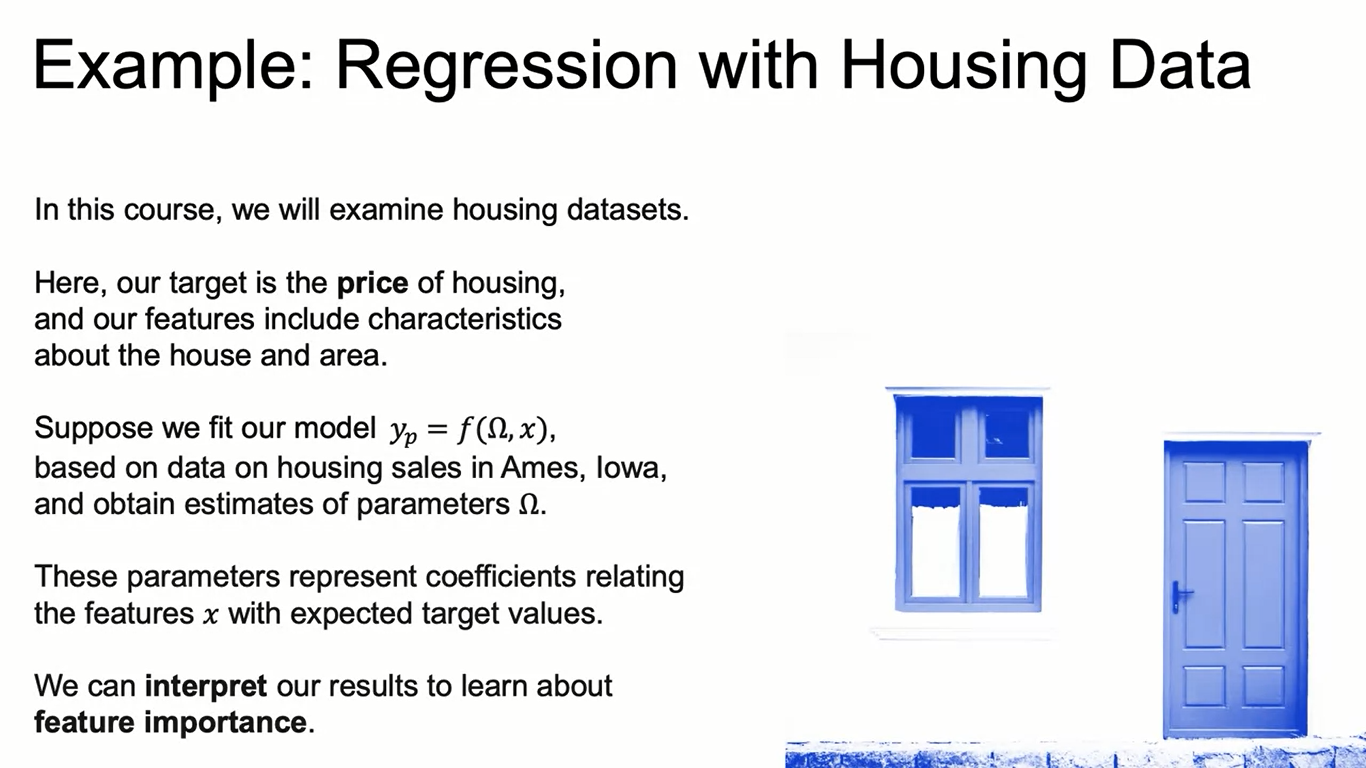 Example: Regression with Housing Data
In this course, we will examine housing datasets.
Here, our target is the price of housing,
and our features include characteristics
about the house and area.
Suppose we fit our model yₚ = f(Ω, x),
based on data on housing sales in Ames, Iowa,
and obtain estimates of parameters Ω.
These parameters represent coefficients relating
the features x with expected target values.
We can interpret our results to learn about
feature importance.